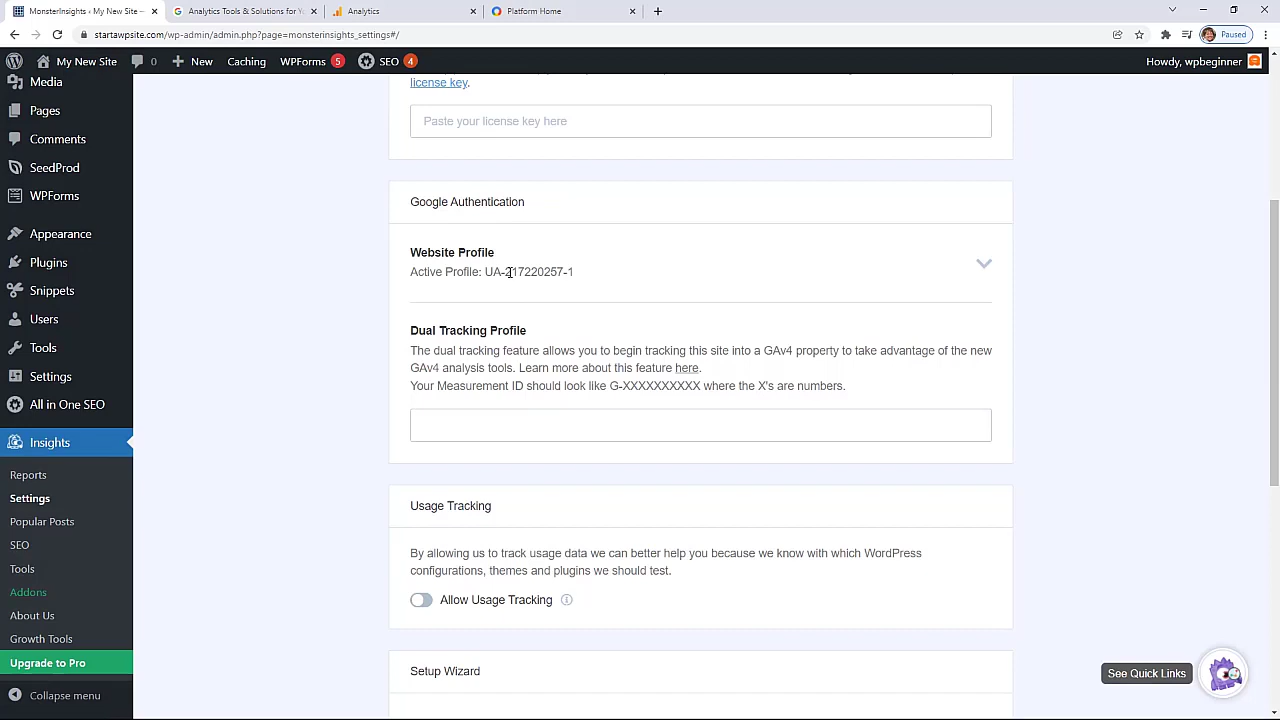 MonsterInsights ‹ My New Site –
Analytics Tools & Solutions for Yo
Analytics
Platform Home
startawpsite.com/wp-admin/admin.php?page=monsterinsights_settings#/
Paused
My New Site
0
New
Caching
WPForms 5
SEO 4
Howdy, wpbeginner
Media
Pages
Comments
SeedProd
WPForms
Appearance
Plugins
Snippets
Users
Tools
Settings
All in One SEO
Insights
Reports
Settings
Popular Posts
SEO
Tools
Addons
About Us
Growth Tools
Upgrade to Pro
Collapse menu
license key.
Paste your license key here
Google Authentication
Website Profile
Active Profile: UA-217220257-1
Dual Tracking Profile
The dual tracking feature allows you to begin tracking this site into a GAv4 property to take advantage of the new
GAv4 analysis tools. Learn more about this feature here.
Your Measurement ID should look like G-XXXXXXXXXX where the X's are numbers.
Usage Tracking
By allowing us to track usage data we can better help you because we know with which WordPress
configurations, themes and plugins we should test.
Allow Usage Tracking
Setup Wizard
See Quick Links